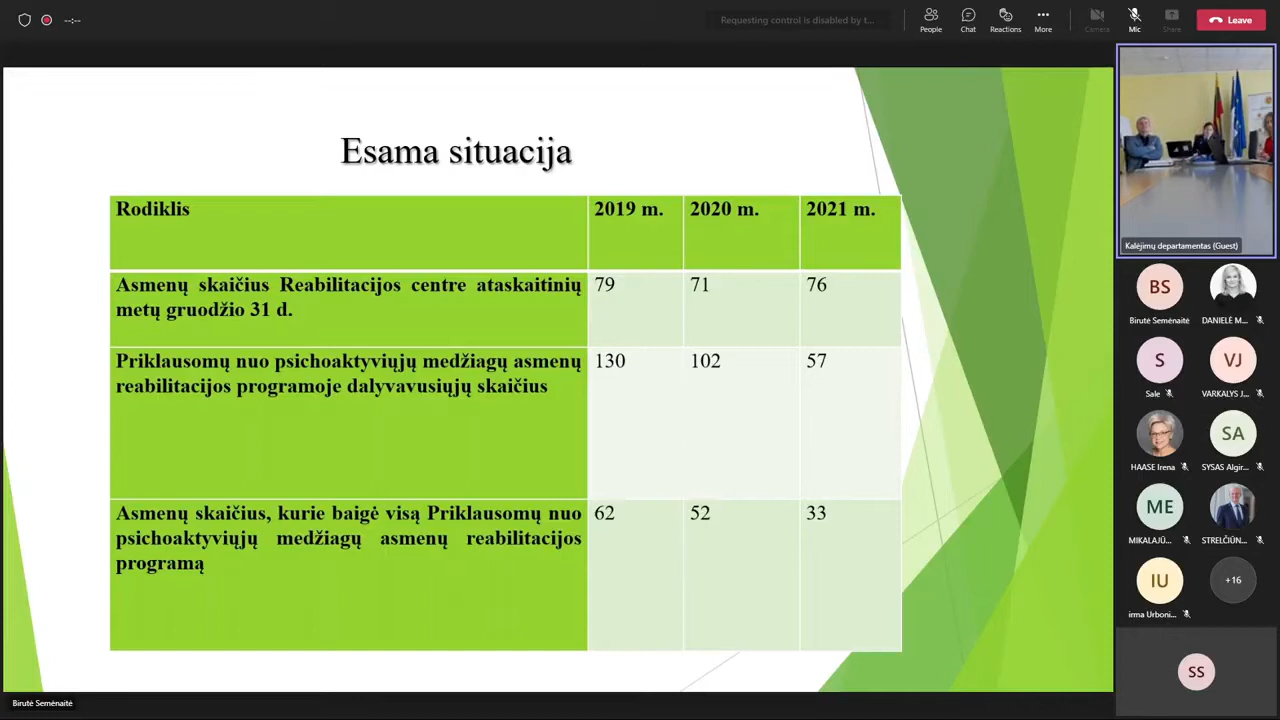 --:--
Requesting control is disabled by t...
People
Chat
Reactions
More
Camera
Mic
Share
Leave
Esama situacija
Rodiklis
2019 m.
2020 m.
2021 m.
Asmenų skaičius Reabilitacijos centre ataskaitinių
metų gruodžio 31 d.
79
71
76
Priklausomų nuo psichoaktyviųjų medžiagų asmenų
reabilitacijos programoje dalyvavusiųjų skaičius
130
102
57
Asmenų skaičius, kurie baigė visą Priklausomų nuo
psichoaktyviųjų medžiagų asmenų reabilitacijos
programą
62
52
33
Kalėjimų departamentas (Guest)
BS
Birutė Semėnaitė
DANIELĖ M...
S
Sale
VJ
VARKALYS J...
HAASE Irena
SA
SYSAS Algir...
ME
MIKALAJŪ...
STRELČIŪN...
IU
irma Urboni...
+16
SS
Birutė Semėnaitė